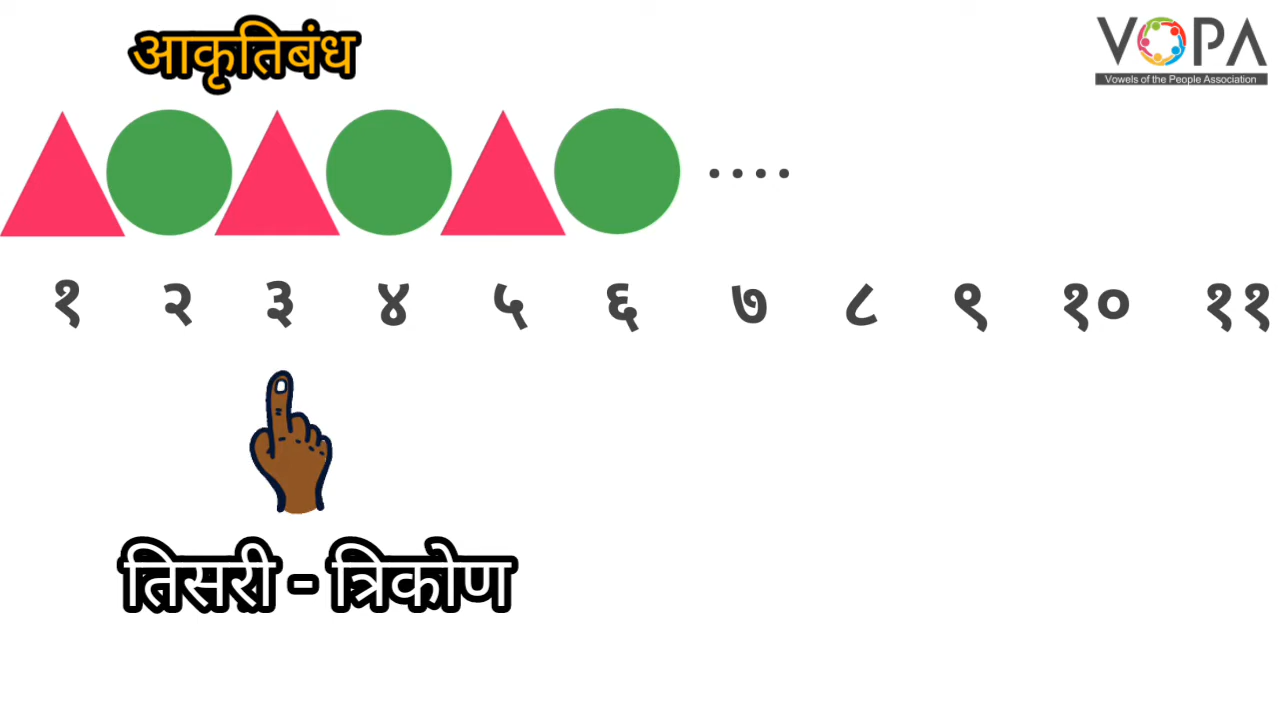 आकृतिबंध
VOPA
Vowels of the People Association
....
१ २ ३ ४ ५ ६ ७ ८ ९ १० ११
तिसरी - त्रिकोण